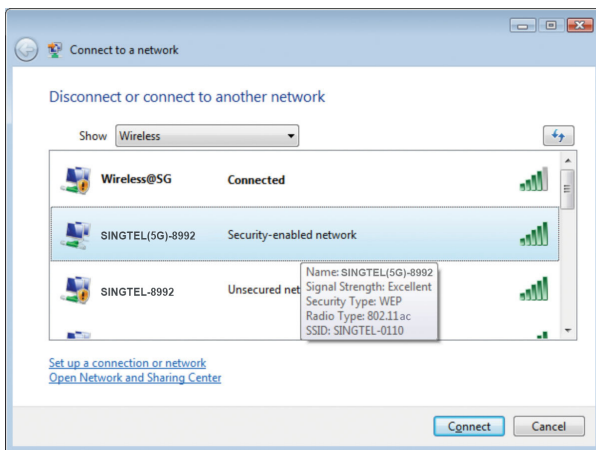 Connect to a network
Disconnect or connect to another network
Show Wireless
Wireless@SG Connected
SINGTEL(5G)-8992 Security-enabled network
SINGTEL-8992 Unsecured net
Name: SINGTEL(5G)-8992
Signal Strength: Excellent
Security Type: WEP
Radio Type: 802.11 ac
SSID: SINGTEL-0110
Set up a connection or network
Open Network and Sharing Center
Connect Cancel